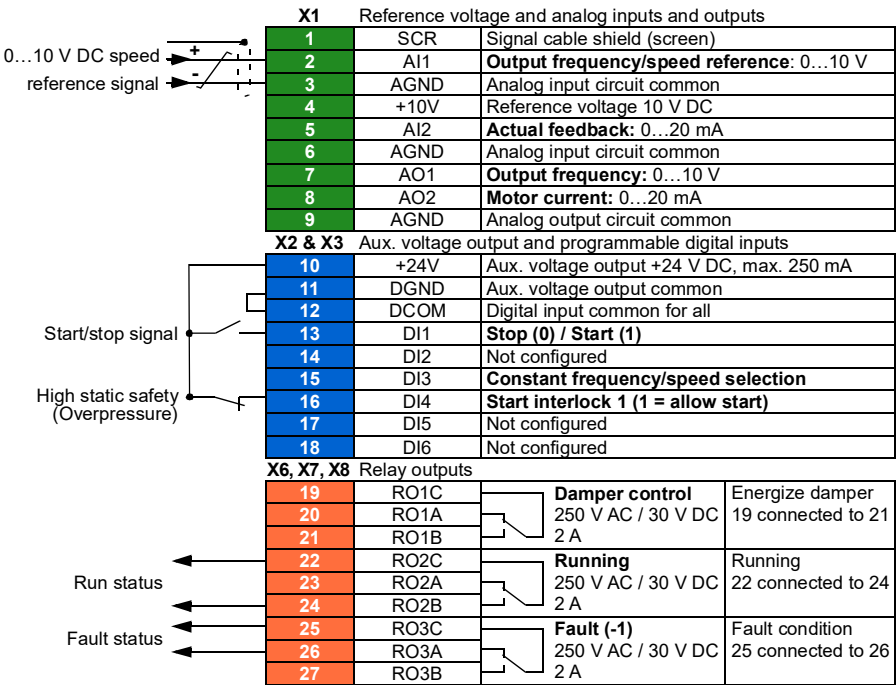 X1 Reference voltage and analog inputs and outputs
1 SCR Signal cable shield (screen)
0…10 V DC speed + 2 AI1 Output frequency/speed reference: 0…10 V
reference signal - 3 AGND Analog input circuit common
4 +10V Reference voltage 10 V DC
5 AI2 Actual feedback: 0…20 mA
6 AGND Analog input circuit common
7 AO1 Output frequency: 0…10 V
8 AO2 Motor current: 0…20 mA
9 AGND Analog output circuit common
X2 & X3 Aux. voltage output and programmable digital inputs
10 +24V Aux. voltage output +24 V DC, max. 250 mA
11 DGND Aux. voltage output common
12 DCOM Digital input common for all
Start/stop signal 13 DI1 Stop (0) / Start (1)
14 DI2 Not configured
15 DI3 Constant frequency/speed selection
High static safety 16 DI4 Start interlock 1 (1 = allow start)
(Overpressure)
17 DI5 Not configured
18 DI6 Not configured
X6, X7, X8 Relay outputs
19 RO1C Damper control Energize damper
20 RO1A 250 V AC / 30 V DC 19 connected to 21
21 RO1B 2 A
22 RO2C Running Running
Run status 23 RO2A 250 V AC / 30 V DC 22 connected to 24
24 RO2B 2 A
25 RO3C Fault (-1) Fault condition
Fault status 26 RO3A 250 V AC / 30 V DC 25 connected to 26
27 RO3B 2 A